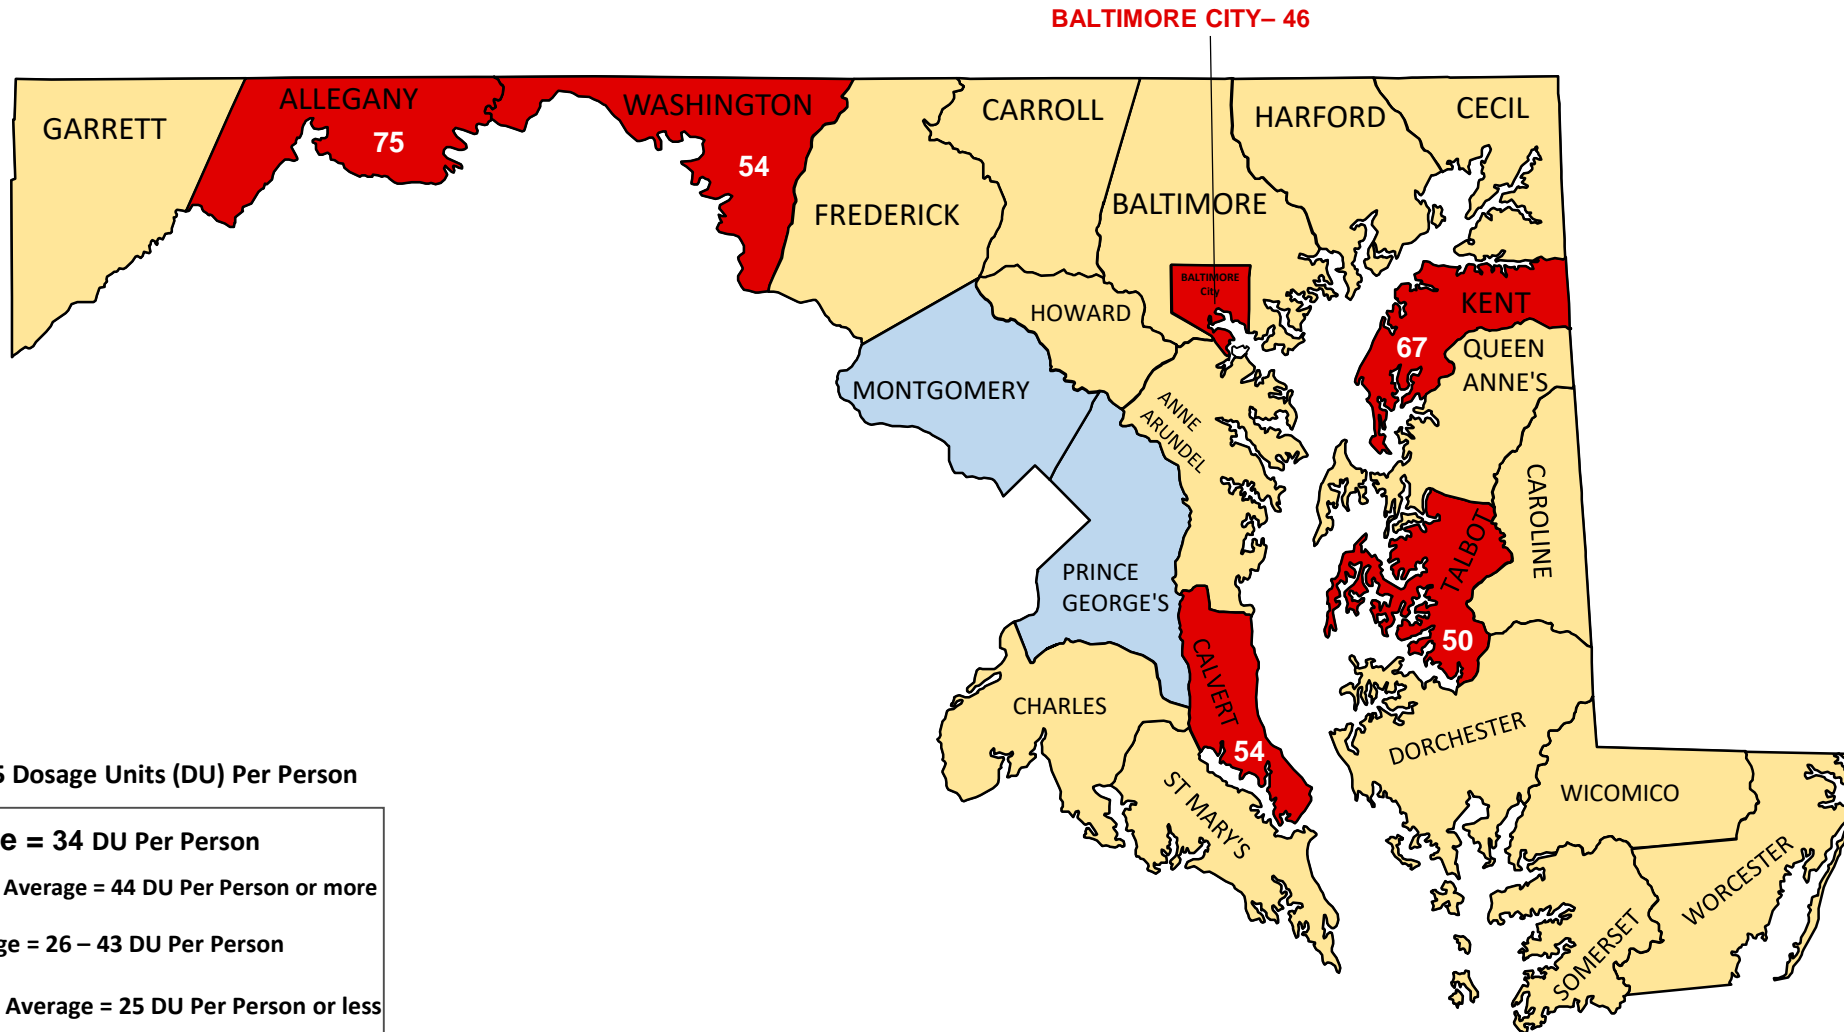 BALTIMORE CITY– 46
GARRETT
ALLEGANY
75
WASHINGTON
54
FREDERICK
CARROLL
BALTIMORE
HARFORD
CECIL
BALTIMORE
City
HOWARD
KENT
67
QUEEN
ANNE'S
MONTGOMERY
ANNE
ARUNDEL
CAROLINE
TALBOT
50
PRINCE
GEORGE'S
CALVERT
54
CHARLES
ST MARY'S
DORCHESTER
WICOMICO
WORCESTER
SOMERSET
Dosage Units (DU) Per Person
= 34 DU Per Person
Average = 44 DU Per Person or more
= 26 – 43 DU Per Person
Average = 25 DU Per Person or less